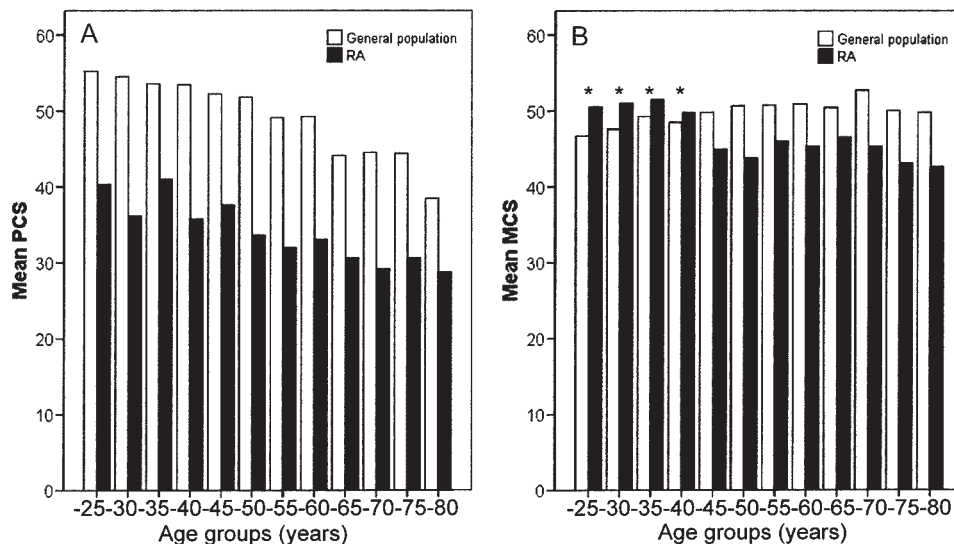 A
General population
RA
60
50
40
30
20
10
0
Mean PCS
-25-30-35-40-45-50-55-60-65-70-75-80
Age groups (years)
B
General population
RA
* * * *
60
50
40
30
20
10
0
Mean MCS
-25-30-35-40-45-50-55-60-65-70-75-80
Age groups (years)